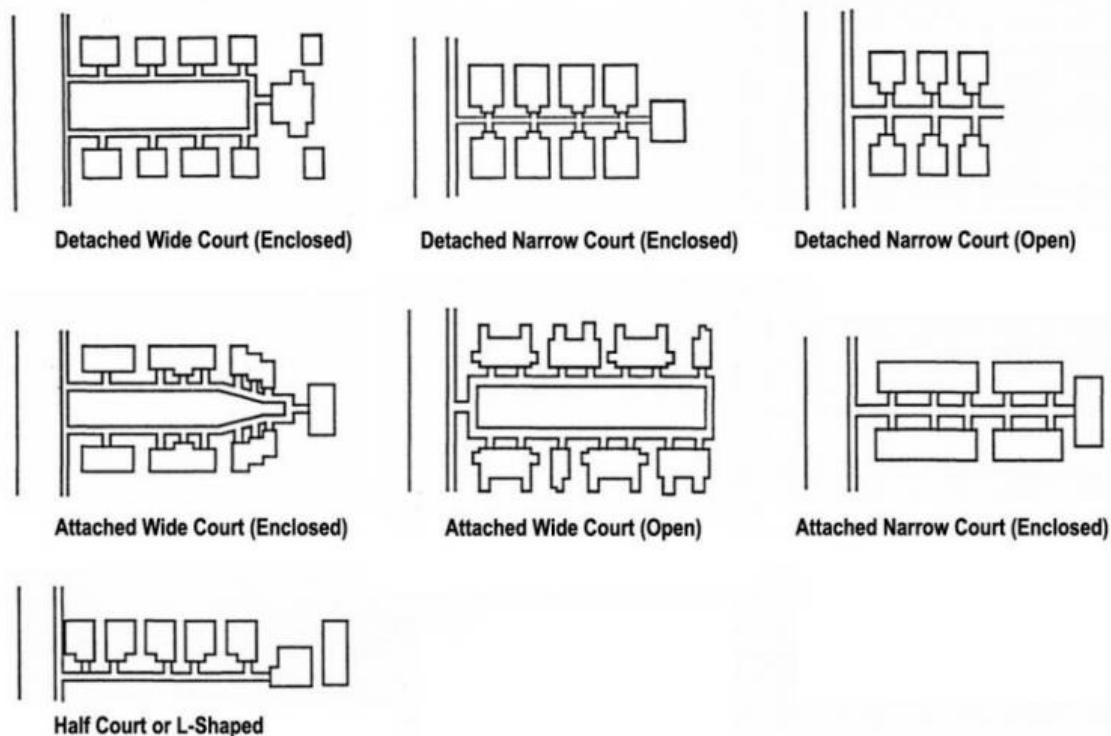 Detached Wide Court (Enclosed)
Detached Narrow Court (Enclosed)
Detached Narrow Court (Open)
Attached Wide Court (Enclosed)
Attached Wide Court (Open)
Attached Narrow Court (Enclosed)
Half Court or L-Shaped